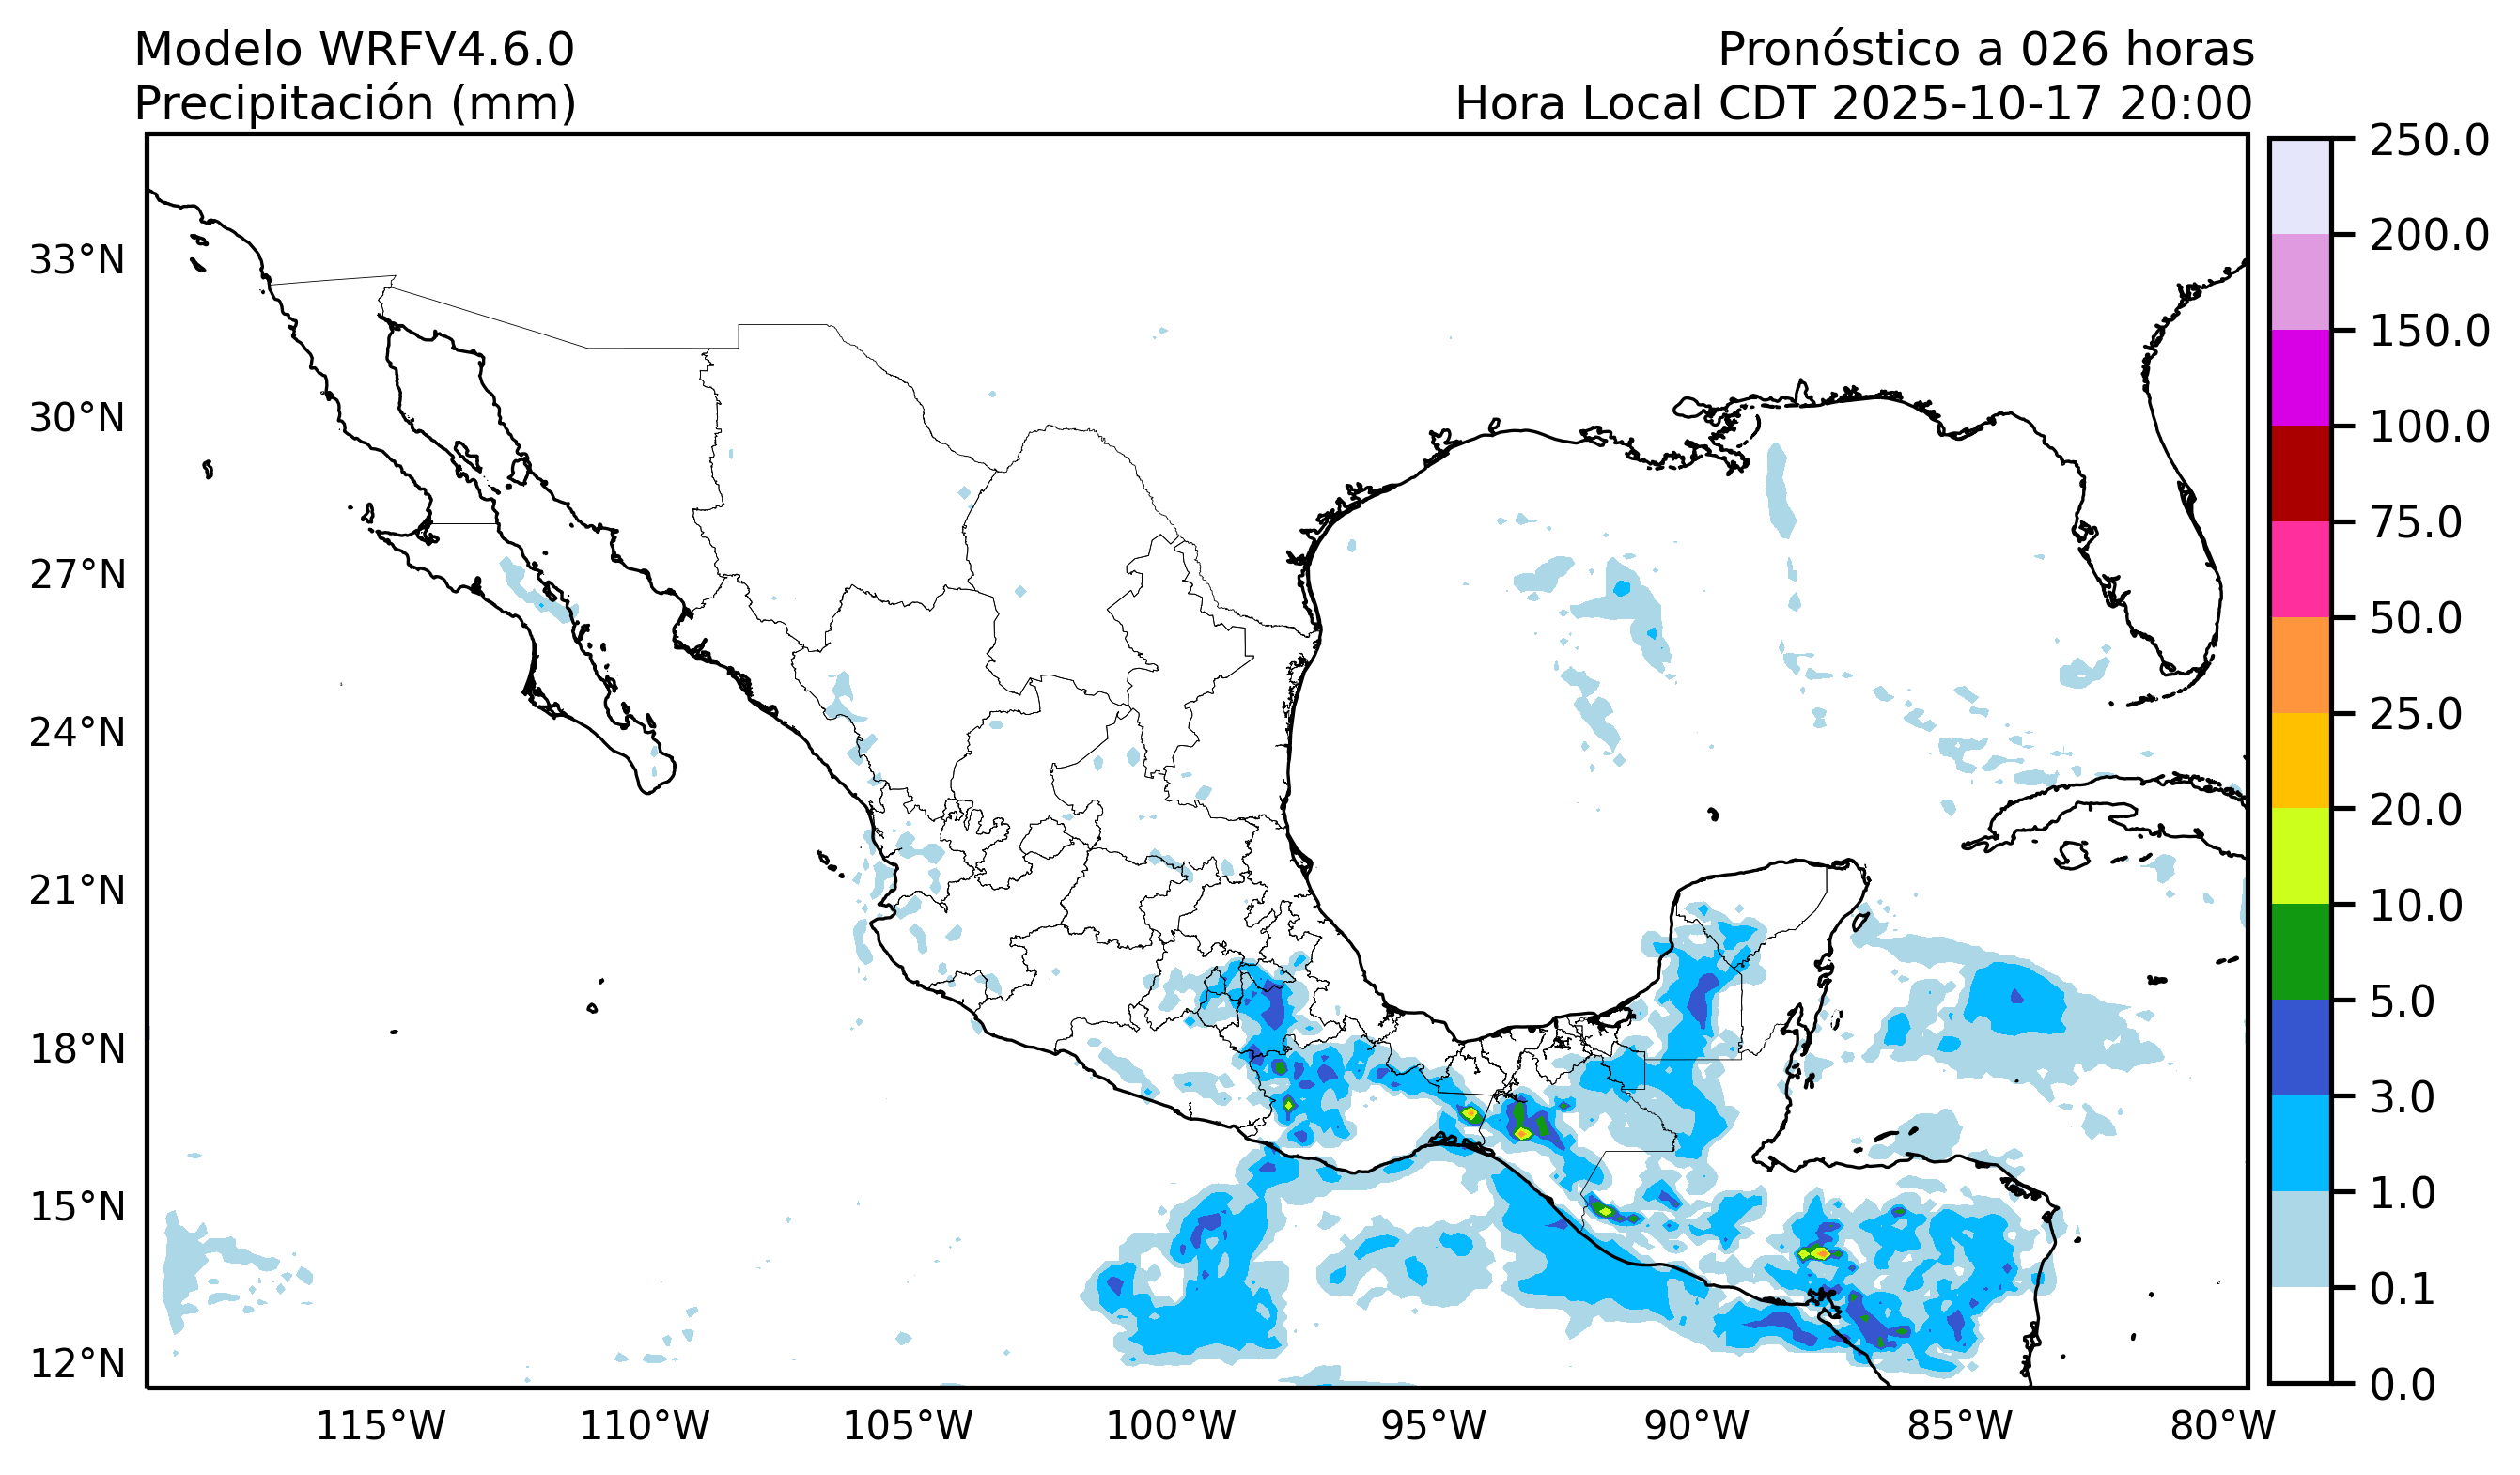 Modelo WRFV4.6.0
Precipitación (mm)
Pronóstico a 026 horas
Hora Local CDT 2025-10-17 20:00
33°N
30°N
27°N
24°N
21°N
18°N
15°N
12°N
115°W
110°W
105°W
100°W
95°W
90°W
85°W
80°W
250.0
200.0
150.0
100.0
75.0
50.0
25.0
20.0
10.0
5.0
3.0
1.0
0.1
0.0